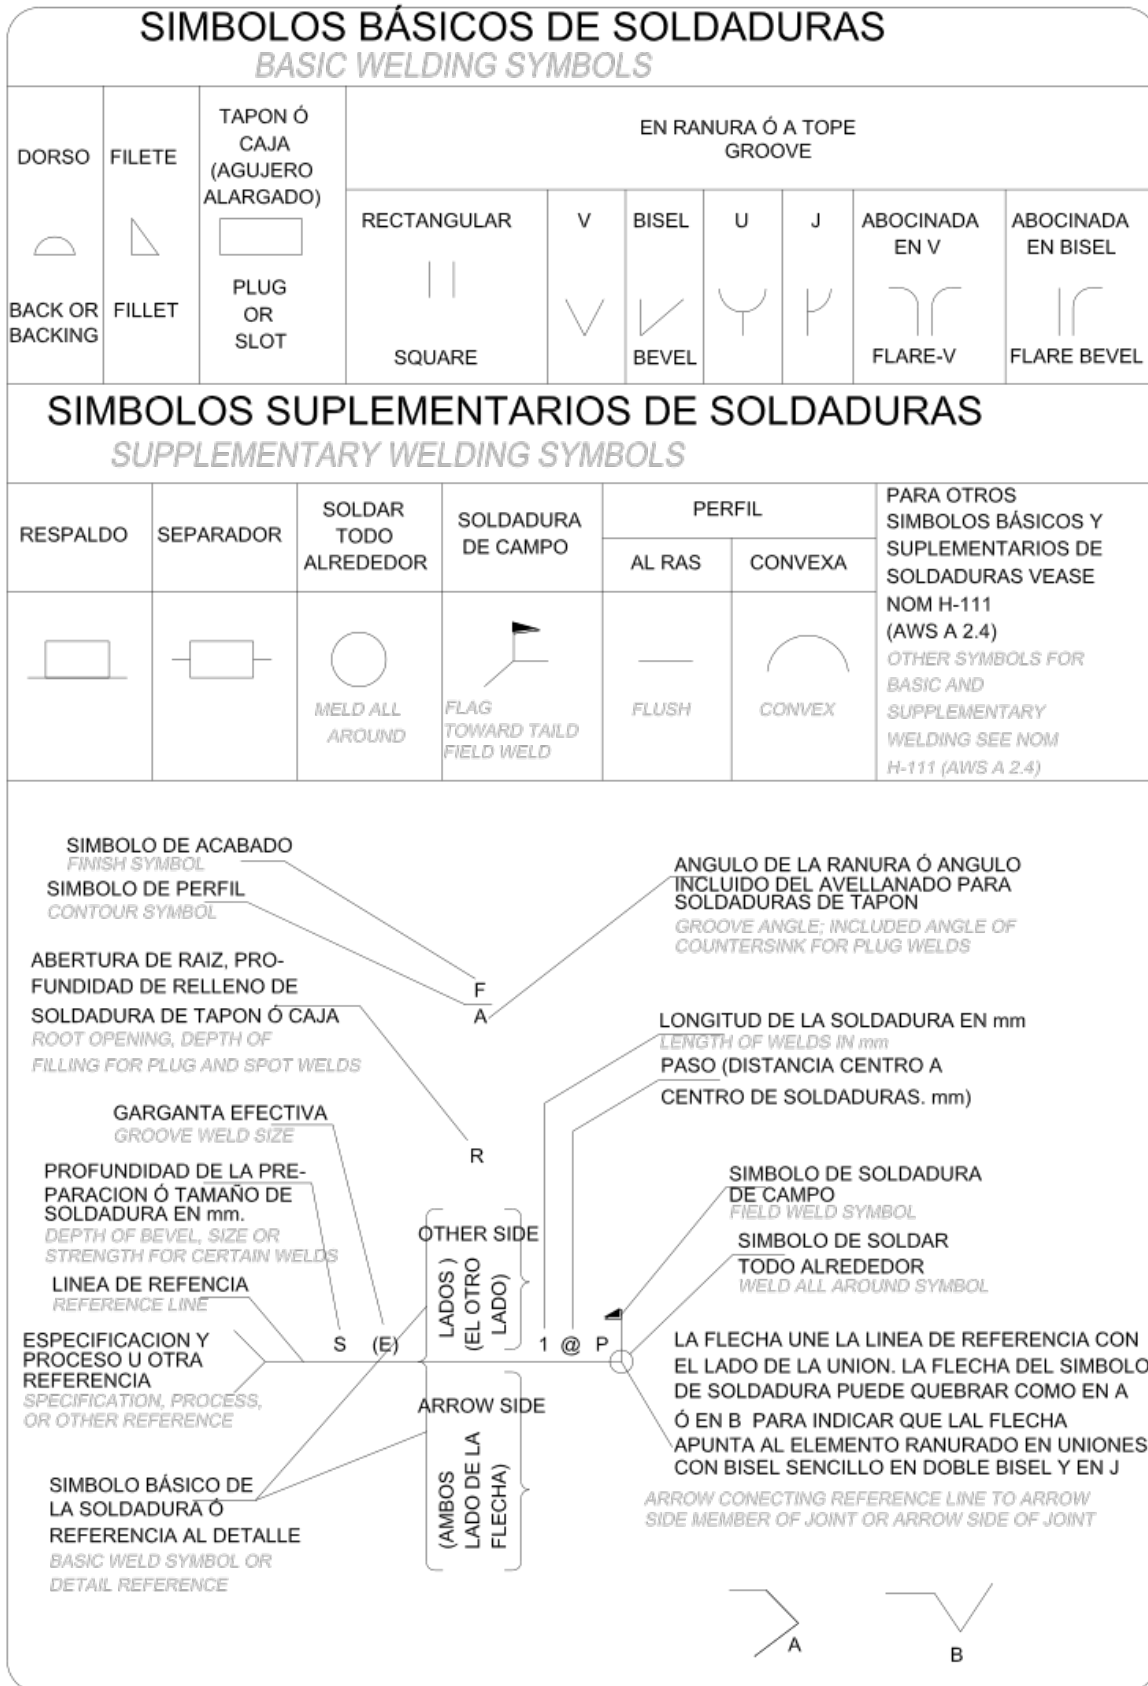 SIMBOLOS BÁSICOS DE SOLDADURAS
BASIC WELDING SYMBOLS
DORSO
BACK OR
BACKING
FILETE
FILLET
TAPON Ó
CAJA
(AGUJERO
ALARGADO)
PLUG
OR
SLOT
EN RANURA Ó A TOPE
GROOVE
RECTANGULAR
SQUARE
V
BISEL
BEVEL
U
J
ABOCINADA
EN V
FLARE-V
ABOCINADA
EN BISEL
FLARE BEVEL
SIMBOLOS SUPLEMENTARIOS DE SOLDADURAS
SUPPLEMENTARY WELDING SYMBOLS
RESPALDO
SEPARADOR
SOLDAR
TODO
ALREDEDOR
MELD ALL
AROUND
SOLDADURA
DE CAMPO
FLAG
TOWARD TAILD
FIELD WELD
PERFIL
AL RAS
FLUSH
CONVEXA
CONVEX
PARA OTROS
SIMBOLOS BÁSICOS Y
SUPLEMENTARIOS DE
SOLDADURAS VEASE
NOM H-111
(AWS A 2.4)
OTHER SYMBOLS FOR
BASIC AND
SUPPLEMENTARY
WELDING SEE NOM
H-111 (AWS A 2.4)
SIMBOLO DE ACABADO
FINISH SYMBOL
SIMBOLO DE PERFIL
CONTOUR SYMBOL
ABERTURA DE RAIZ, PRO-
FUNDIDAD DE RELLENO DE
SOLDADURA DE TAPON Ó CAJA
ROOT OPENING, DEPTH OF
FILLING FOR PLUG AND SPOT WELDS
GARGANTA EFECTIVA
GROOVE WELD SIZE
PROFUNDIDAD DE LA PRE-
PARACION Ó TAMAÑO DE
SOLDADURA EN mm.
DEPTH OF BEVEL, SIZE OR
STRENGTH FOR CERTAIN WELDS
LINEA DE REFENCIA
REFERENCE LINE
ESPECIFICACION Y
PROCESO U OTRA
REFERENCIA
SPECIFICATION, PROCESS,
OR OTHER REFERENCE
SIMBOLO BÁSICO DE
LA SOLDADURA Ó
REFERENCIA AL DETALLE
BASIC WELD SYMBOL OR
DETAIL REFERENCE
F
A
R
S
(E)
OTHER SIDE
LADOS )
(EL OTRO
LADO)
ARROW SIDE
(AMBOS
LADO DE LA
FLECHA)
1 @ P
ANGULO DE LA RANURA Ó ANGULO
INCLUIDO DEL AVELLANADO PARA
SOLDADURAS DE TAPON
GROOVE ANGLE; INCLUDED ANGLE OF
COUNTERSINK FOR PLUG WELDS
LONGITUD DE LA SOLDADURA EN mm
LENGTH OF WELDS IN mm
PASO (DISTANCIA CENTRO A
CENTRO DE SOLDADURAS. mm)
SIMBOLO DE SOLDADURA
DE CAMPO
FIELD WELD SYMBOL
SIMBOLO DE SOLDAR
TODO ALREDEDOR
WELD ALL AROUND SYMBOL
LA FLECHA UNE LA LINEA DE REFERENCIA CON
EL LADO DE LA UNION. LA FLECHA DEL SIMBOLO
DE SOLDADURA PUEDE QUEBRAR COMO EN A
Ó EN B PARA INDICAR QUE LAL FLECHA
APUNTA AL ELEMENTO RANURADO EN UNIONES
CON BISEL SENCILLO EN DOBLE BISEL Y EN J
ARROW CONECTING REFERENCE LINE TO ARROW
SIDE MEMBER OF JOINT OR ARROW SIDE OF JOINT
A
B